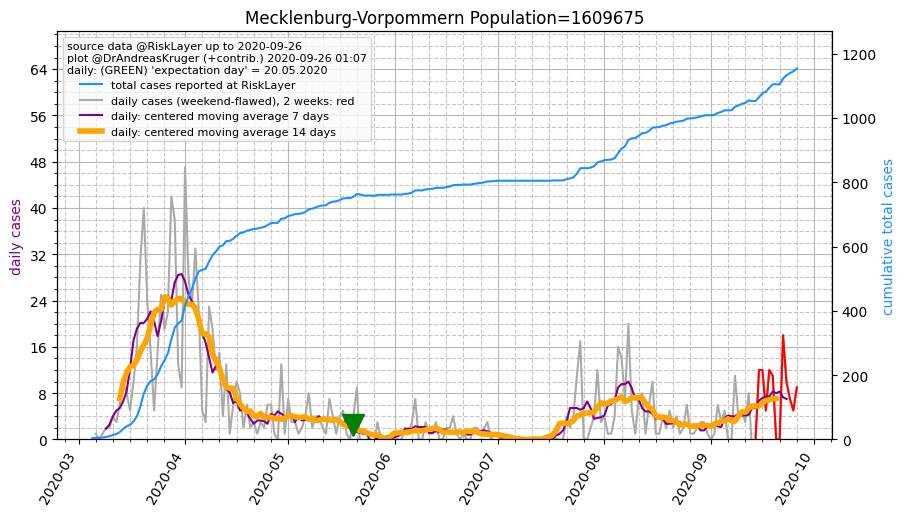 Mecklenburg-Vorpommern Population=1609675
source data @RiskLayer up to 2020-09-26
plot @DrAndreasKruger (+contrib.) 2020-09-26 01:07
daily: (GREEN) 'expectation day' = 20.05.2020
total cases reported at RiskLayer
daily cases (weekend-flawed), 2 weeks: red
daily: centered moving average 7 days
daily: centered moving average 14 days
daily cases
64
56
48
40
32
24
16
8
0
cumulative total cases
1200
1000
800
600
400
200
0
2020-03
2020-04
2020-05
2020-06
2020-07
2020-08
2020-09
2020-10